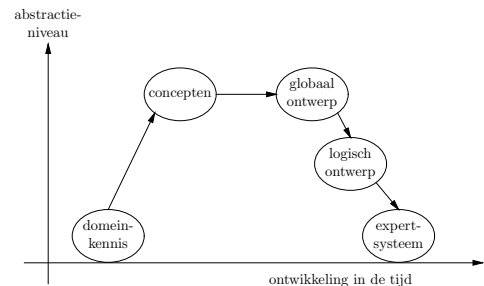 abstractie-
niveau
concepten
globaal
ontwerp
logisch
ontwerp
domein-
kennis
expert-
systeem
ontwikkeling in de tijd